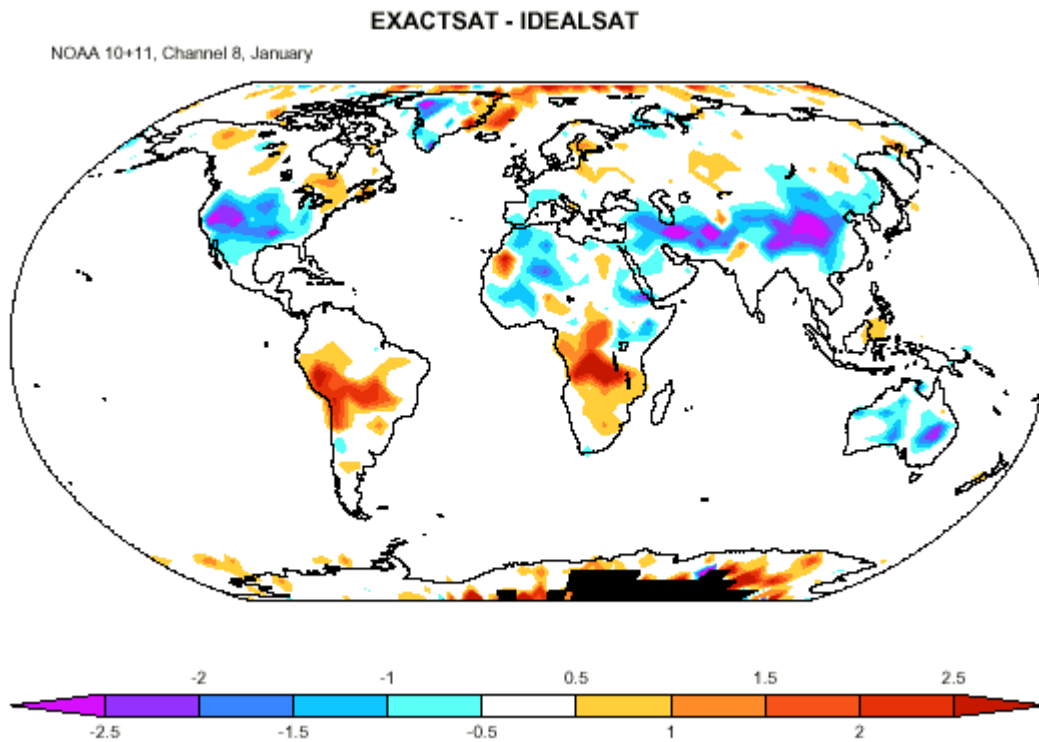 EXACTSAT - IDEALSAT
NOAA 10+11, Channel 8, January
-2 -1 0.5 1.5 2.5
-2.5 -1.5 -0.5 1 2